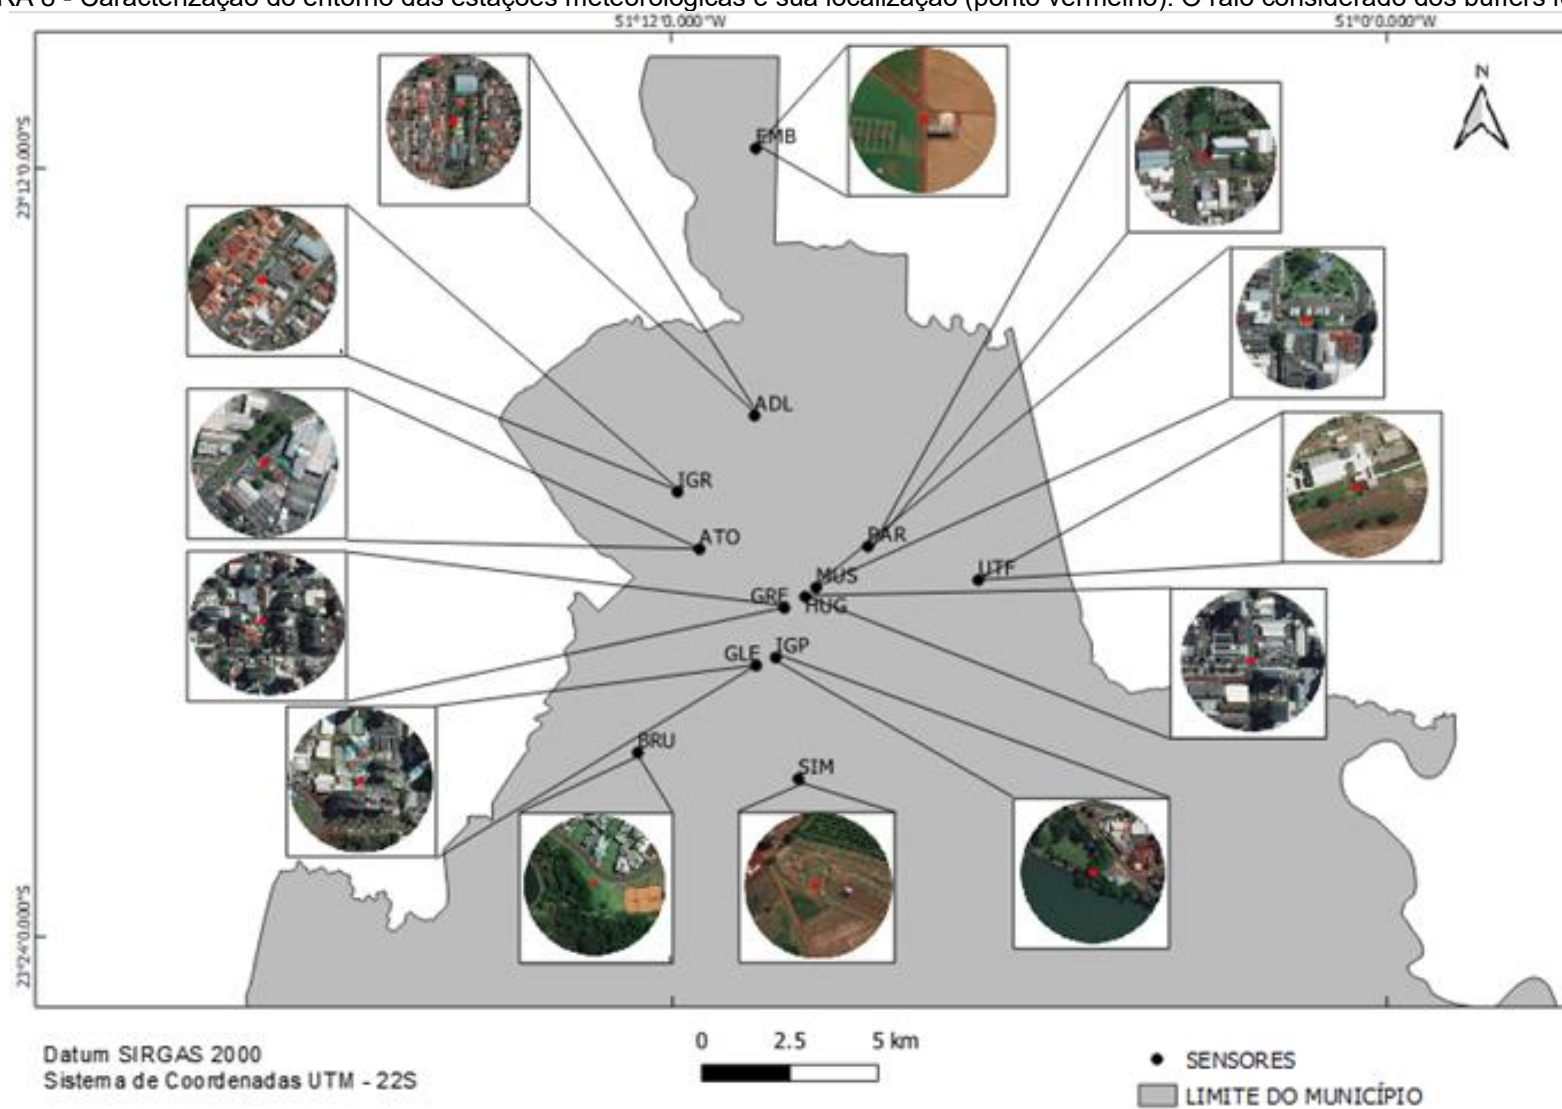 RA 6 - Caracterização do entorno das estações meteorológicas e sua localização (ponto vermelho). O raio considerado dos buffers fo
51°12'0.000"W
51°0'0.000"W
N
23°12'0.000"S
EMB
ADL
IGR
ATO
PAR
MUS
UTF
GRE
HUG
GLE
IGP
BRU
SIM
23°24'0.000"S
Datum SIRGAS 2000
Sistema de Coordenadas UTM - 22S
0 2.5 5 km
SENSORES
LIMITE DO MUNICÍPIO